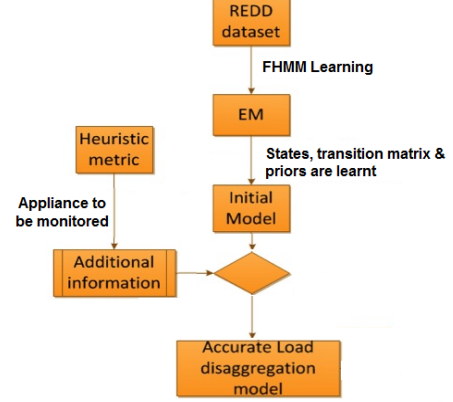 REDD
dataset
FHMM Learning
EM
Heuristic
metric
States, transition matrix &
priors are learnt
Appliance to
be monitored
Initial
Model
Additional
information
Accurate Load
disaggregation
model